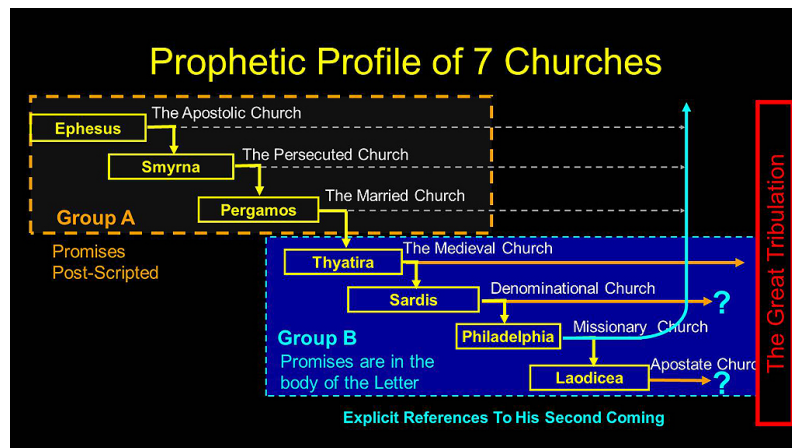 Prophetic Profile of 7 Churches
The Apostolic Church
Ephesus
The Persecuted Church
Smyrna
The Married Church
Pergamos
Group A
Promises
Post-Scripted
The Medieval Church
Thyatira
Denominational Church
Sardis
?
Missionary Church
Philadelphia
Group B
Promises are in the
body of the Letter
Apostate Churc
Laodicea
?
Explicit References To His Second Coming
The Great Tribulation